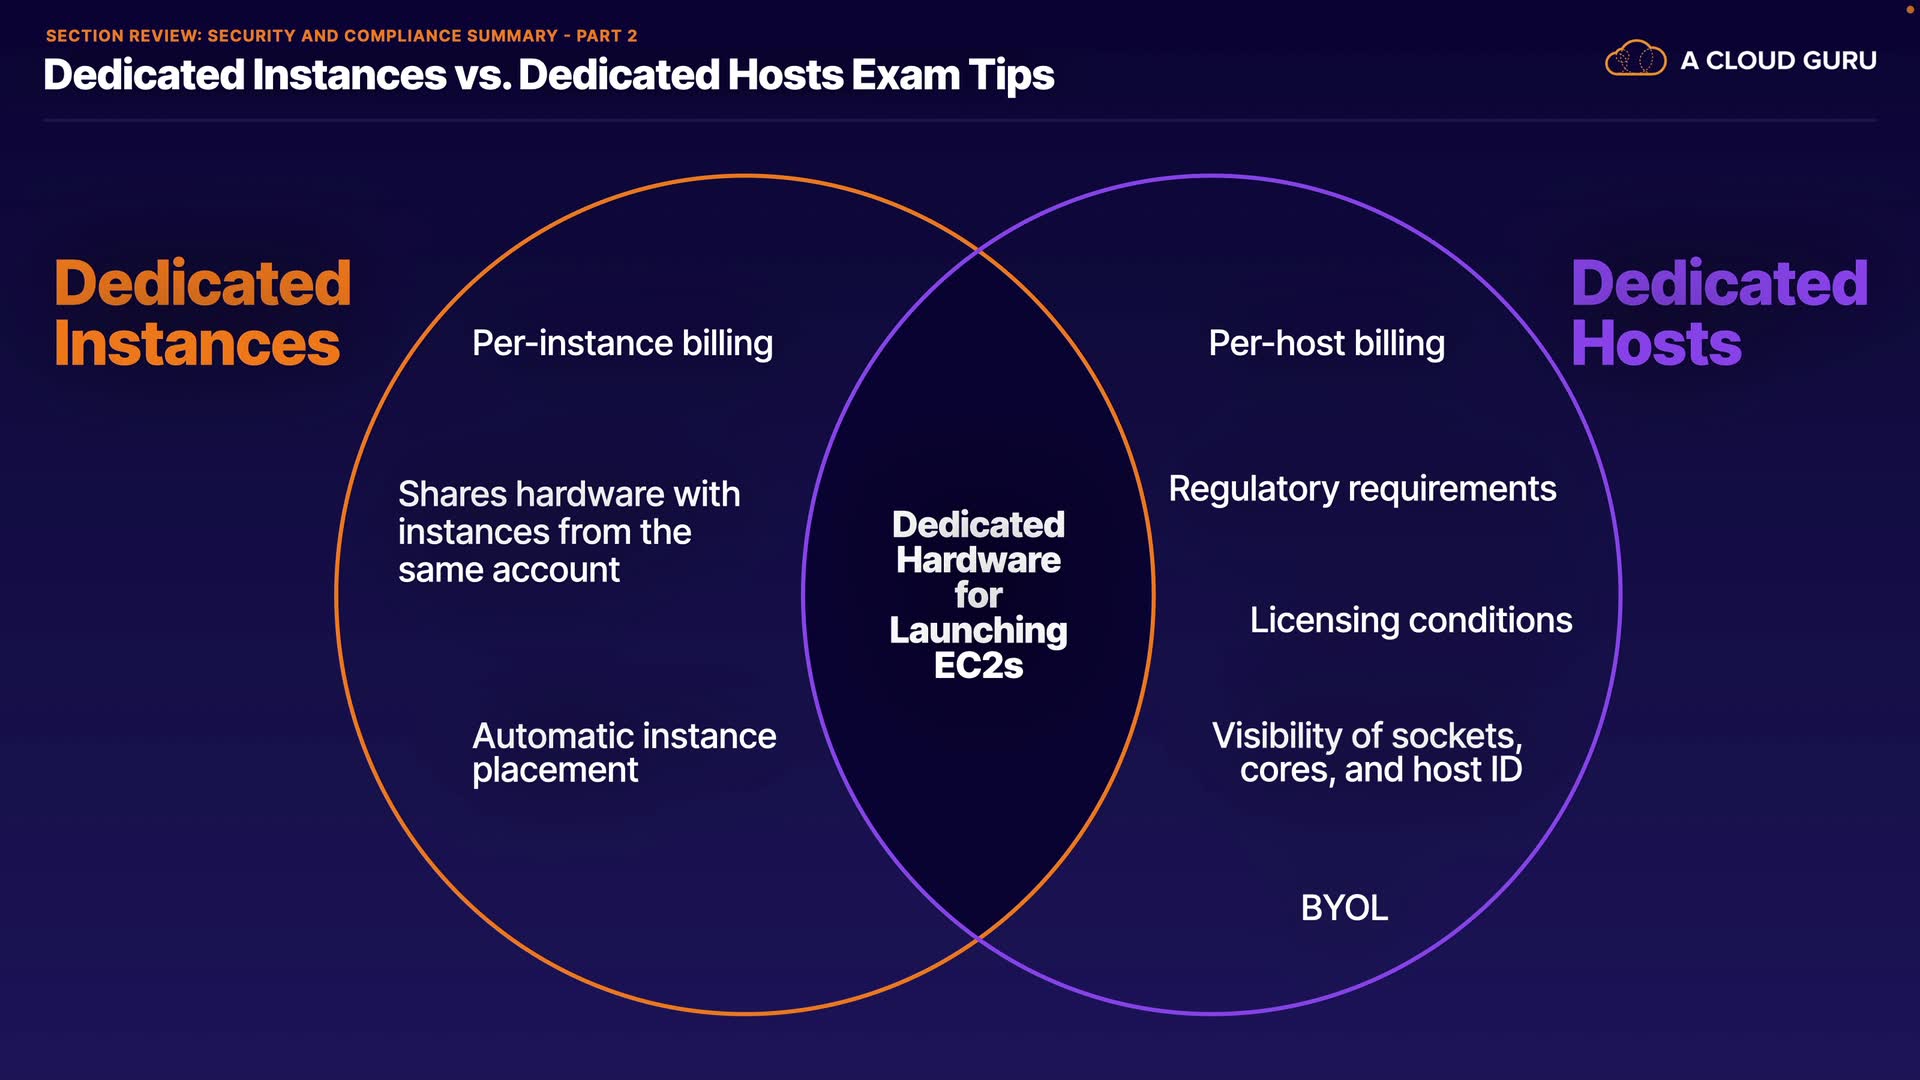 SECTION REVIEW: SECURITY AND COMPLIANCE SUMMARY - PART 2
Dedicated Instances vs. Dedicated Hosts Exam Tips
A CLOUD GURU
Dedicated
Instances
Per-instance billing
Shares hardware with
instances from the
same account
Automatic instance
placement
Dedicated
Hardware
for
Launching
EC2s
Dedicated
Hosts
Per-host billing
Regulatory requirements
Licensing conditions
Visibility of sockets,
cores, and host ID
BYOL